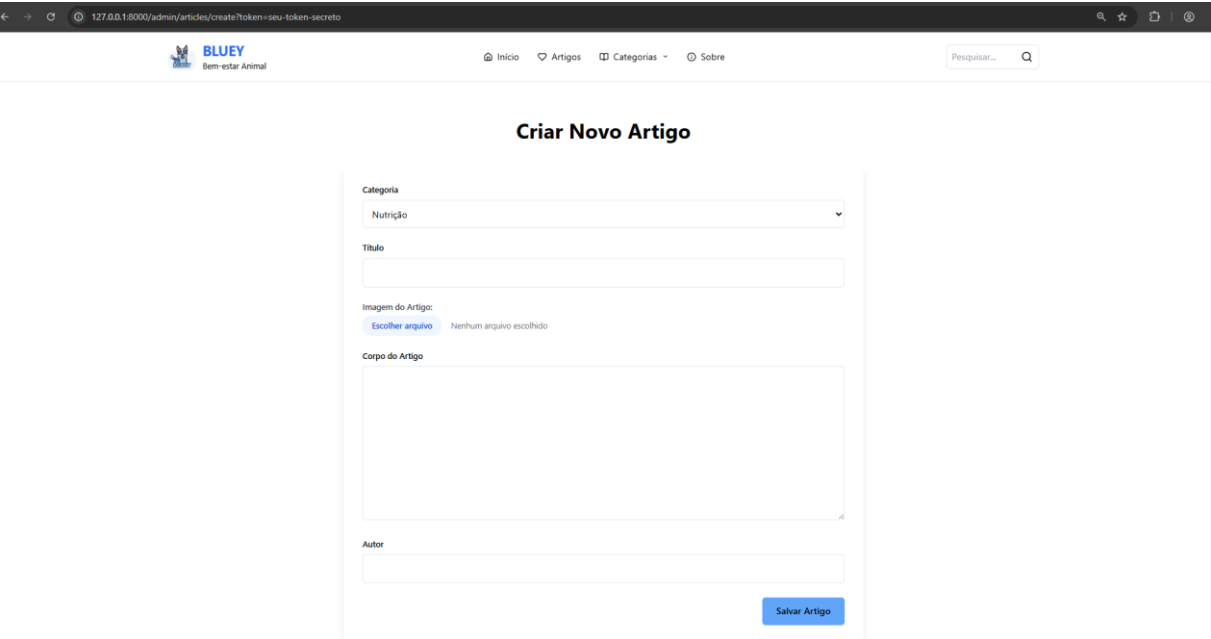 127.0.0.1:8000/admin/articles/create?token=seu-token-secreto
BLUEY
Bem-estar Animal
Início Artigos Categorias Sobre
Pesquisar...
Criar Novo Artigo
Categoria
Nutrição
Título
Imagem do Artigo:
Escolher arquivo Nenhum arquivo escolhido
Corpo do Artigo
Autor
Salvar Artigo